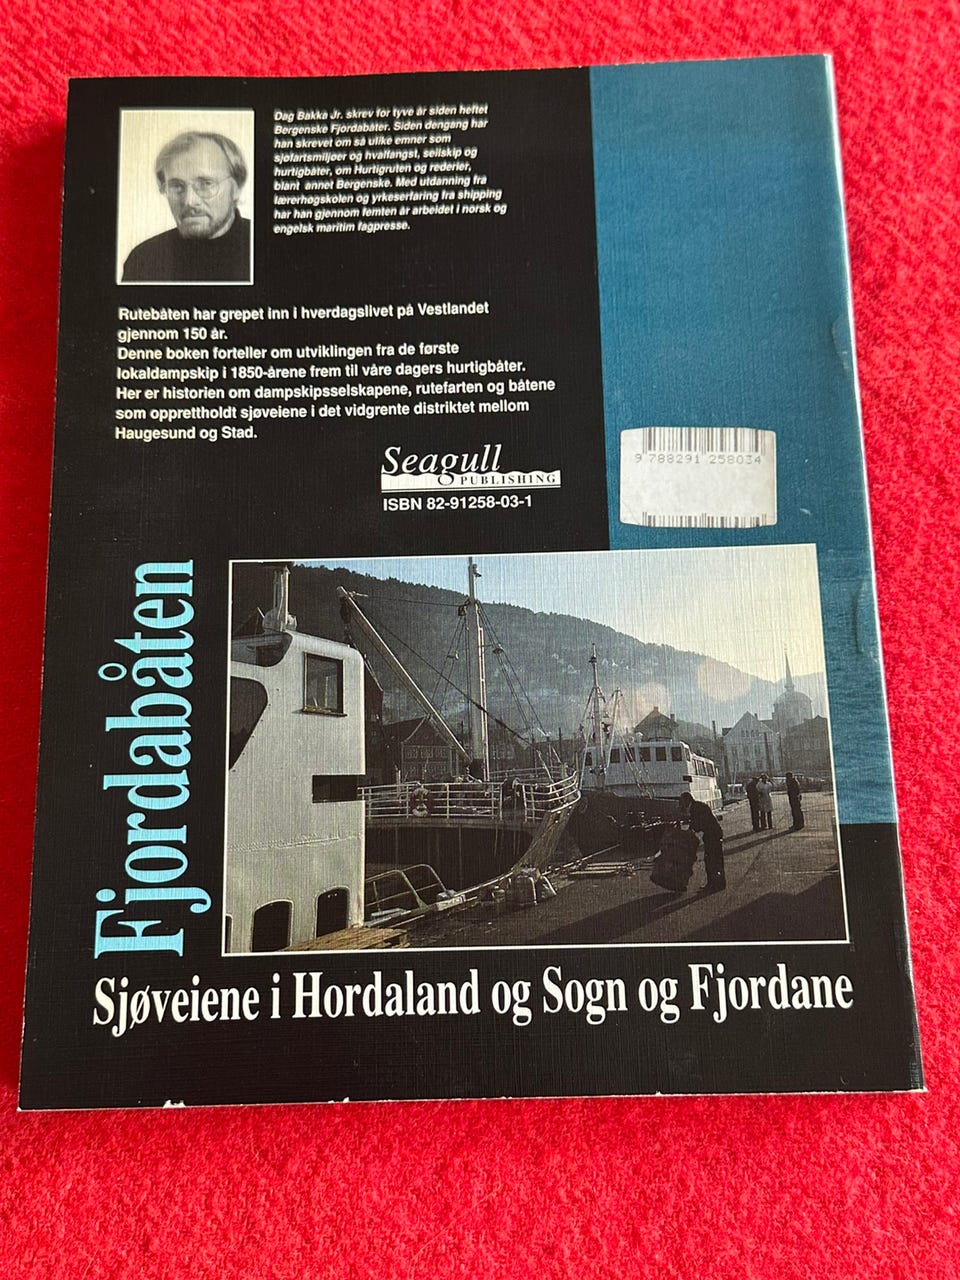 Dag Bakka Jr. skrev for tyve år siden heftet
Bergenske Fjordabåter. Siden dengang har
han skrevet om så ulike emner som
sjøfartsmiljøer og hvalfangst, seilskip og
hurtigbåter, om Hurtigruten og rederier,
blant annet Bergenske. Med utdanning fra
lærerhøgskolen og yrkeserfaring fra shipping
har han gjennom femten år arbeidet i norsk og
engelsk maritim fagpresse.
Rutebåten har grepet inn i hverdagslivet på Vestlandet
gjennom 150 år.
Denne boken forteller om utviklingen fra de første
lokaldampskip i 1850-årene frem til våre dagers hurtigbåter.
Her er historien om dampskipsselskapene, rutefarten og båtene
som opprettholdt sjøveiene i det vidgrente distriktet mellom
Haugesund og Stad.
Seagull
PUBLISHING
ISBN 82-91258-03-1
9 788291 258034
Fjordabåten
Sjøveiene i Hordaland og Sogn og Fjordane